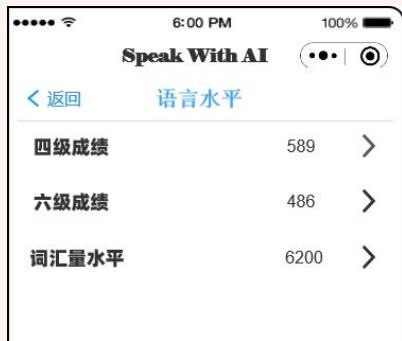 6:00 PM 100%
Speak With AI
返回 语言水平
四级成绩 589
六级成绩 486
词汇量水平 6200